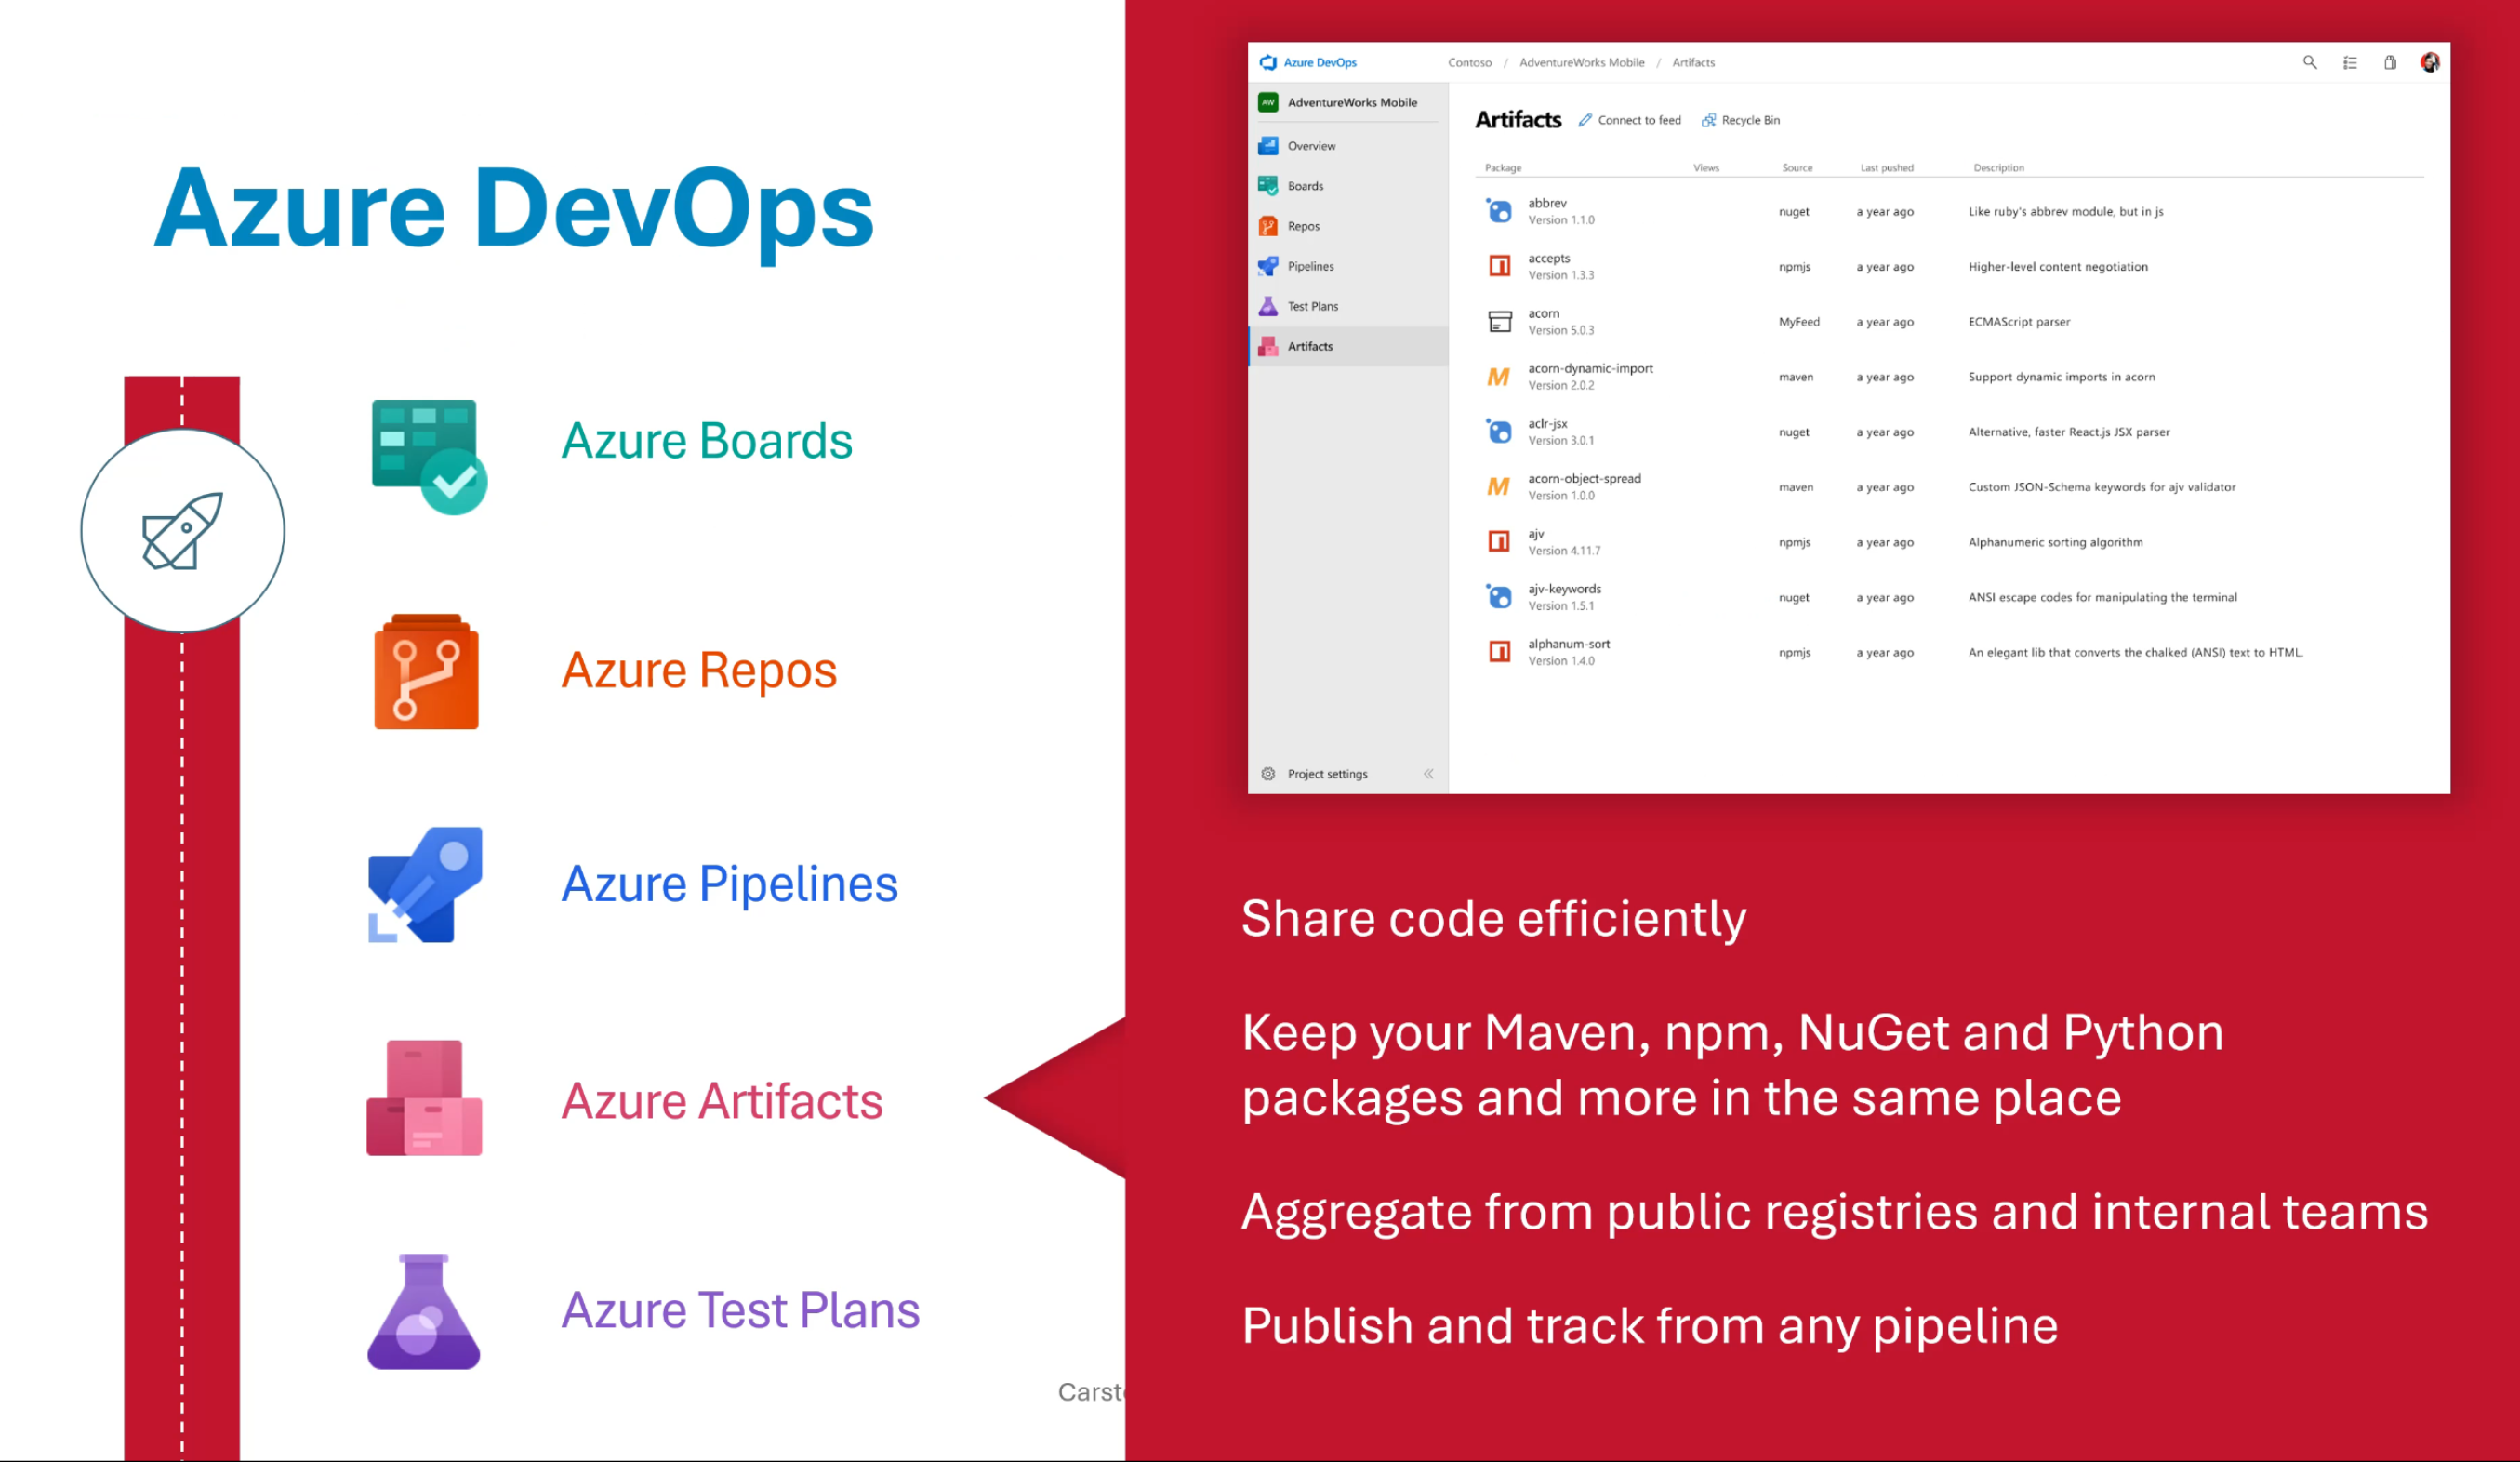 Azure DevOps
Azure Boards
Azure Repos
Azure Pipelines
Azure Artifacts
Azure Test Plans
Azure DevOps
Contoso / AdventureWorks Mobile / Artifacts
AW AdventureWorks Mobile
Overview
Boards
Repos
Pipelines
Test Plans
Artifacts
Project settings
Artifacts Connect to feed Recycle Bin
Package Views Source Last pushed Description
abbrev
Version 1.1.0
nuget a year ago Like ruby's abbrev module, but in js
accepts
Version 1.3.3
npmjs a year ago Higher-level content negotiation
acorn
Version 5.0.3
MyFeed a year ago ECMAScript parser
acorn-dynamic-import
Version 2.0.2
maven a year ago Support dynamic imports in acorn
aclr-jsx
Version 3.0.1
nuget a year ago Alternative, faster React.js JSX parser
acorn-object-spread
Version 1.0.0
maven a year ago Custom JSON-Schema keywords for ajv validator
ajv
Version 4.11.7
npmjs a year ago Alphanumeric sorting algorithm
ajv-keywords
Version 1.5.1
nuget a year ago ANSI escape codes for manipulating the terminal
alphanum-sort
Version 1.4.0
npmjs a year ago An elegant lib that converts the chalked (ANSI) text to HTML.
Share code efficiently
Keep your Maven, npm, NuGet and Python
packages and more in the same place
Aggregate from public registries and internal teams
Publish and track from any pipeline